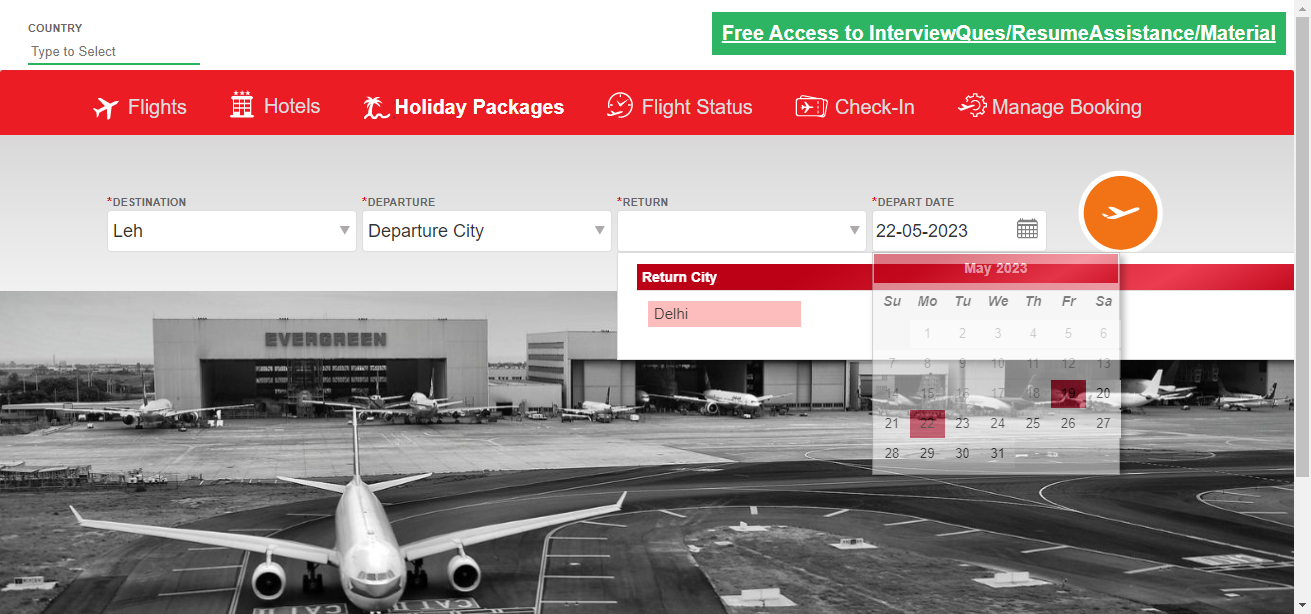 COUNTRY
Type to Select
Free Access to InterviewQues/ResumeAssistance/Material
Flights Hotels Holiday Packages Flight Status Check-In Manage Booking
*DESTINATION *DEPARTURE *RETURN *DEPART DATE
Leh Departure City 22-05-2023
Return City
Delhi
May 2023
Su Mo Tu We Th Fr Sa
1 2 3 4 5 6
7 8 9 10 11 12 13
14 15 16 17 18 19 20
21 22 23 24 25 26 27
28 29 30 31
EVERGREEN